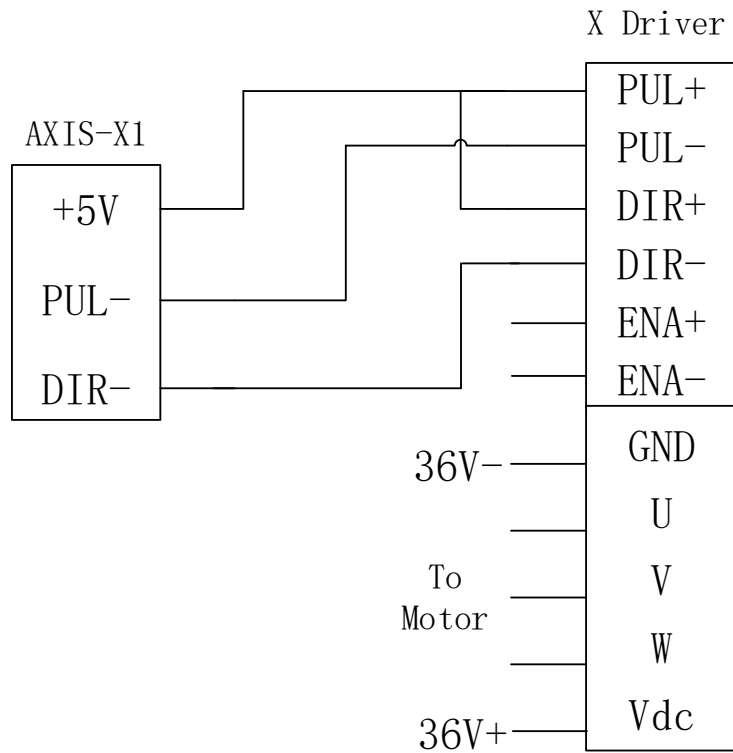 X Driver
PUL+
PUL-
DIR+
DIR-
ENA+
ENA-
GND
U
V
W
Vdc
AXIS-X1
+5V
PUL-
DIR-
36V-
To
Motor
36V+